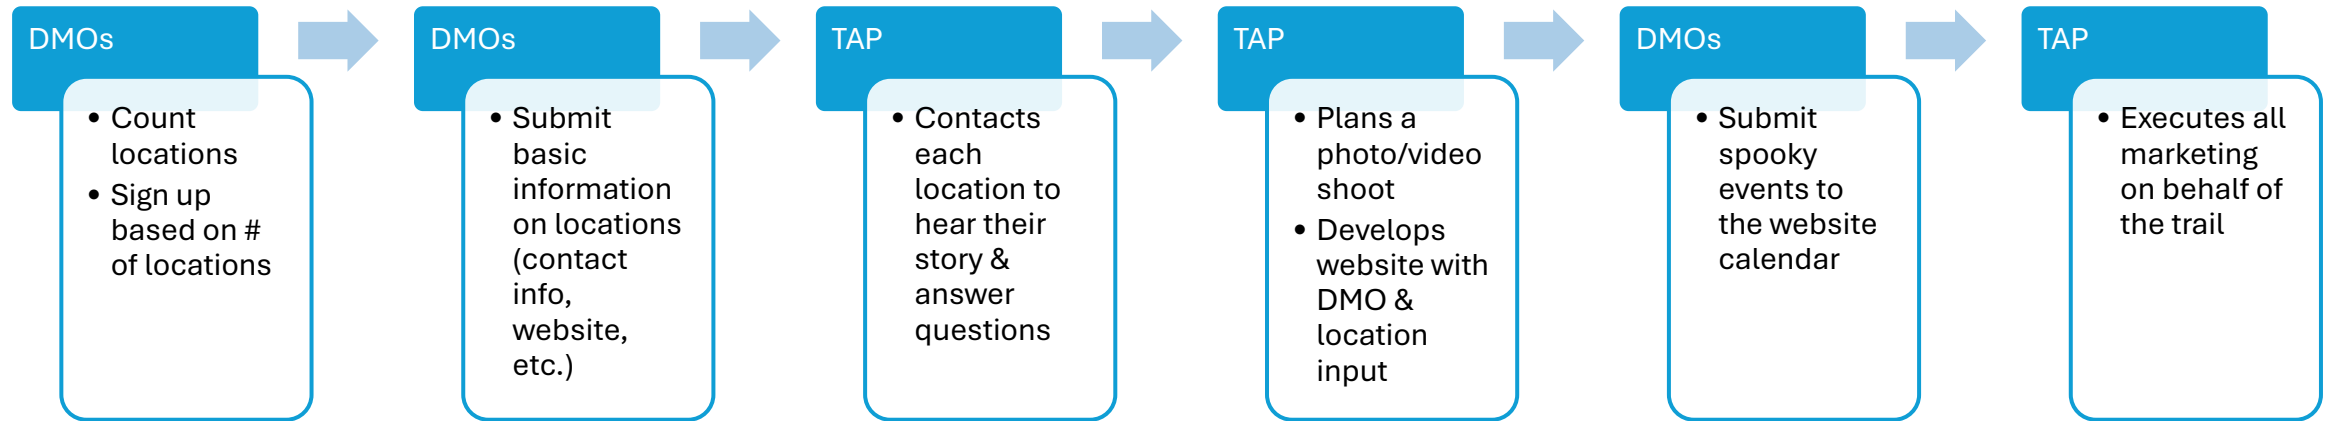 DMOs
• Count
locations
• Sign up
based on #
of locations
DMOs
• Submit
basic
information
on locations
(contact
info,
website,
etc.)
TAP
• Contacts
each
location to
hear their
story &
answer
questions
TAP
• Plans a
photo/video
shoot
• Develops
website with
DMO &
location
input
DMOs
• Submit
spooky
events to
the website
calendar
TAP
• Executes all
marketing
on behalf of
the trail